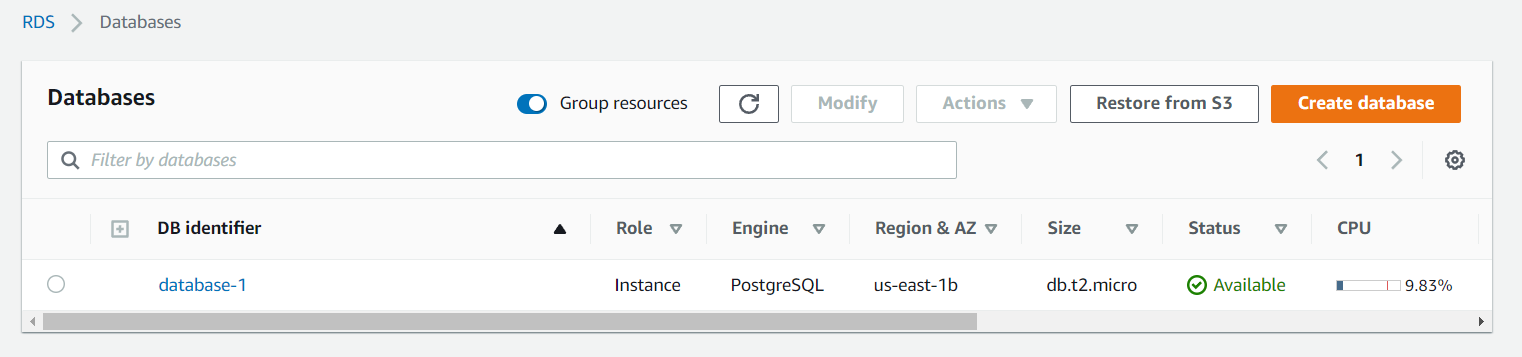 RDS Databases
Databases Group resources Modify Actions Restore from S3 Create database
Filter by databases 1
DB identifier Role Engine Region & AZ Size Status CPU
database-1 Instance PostgreSQL us-east-1b db.t2.micro Available 9.83%